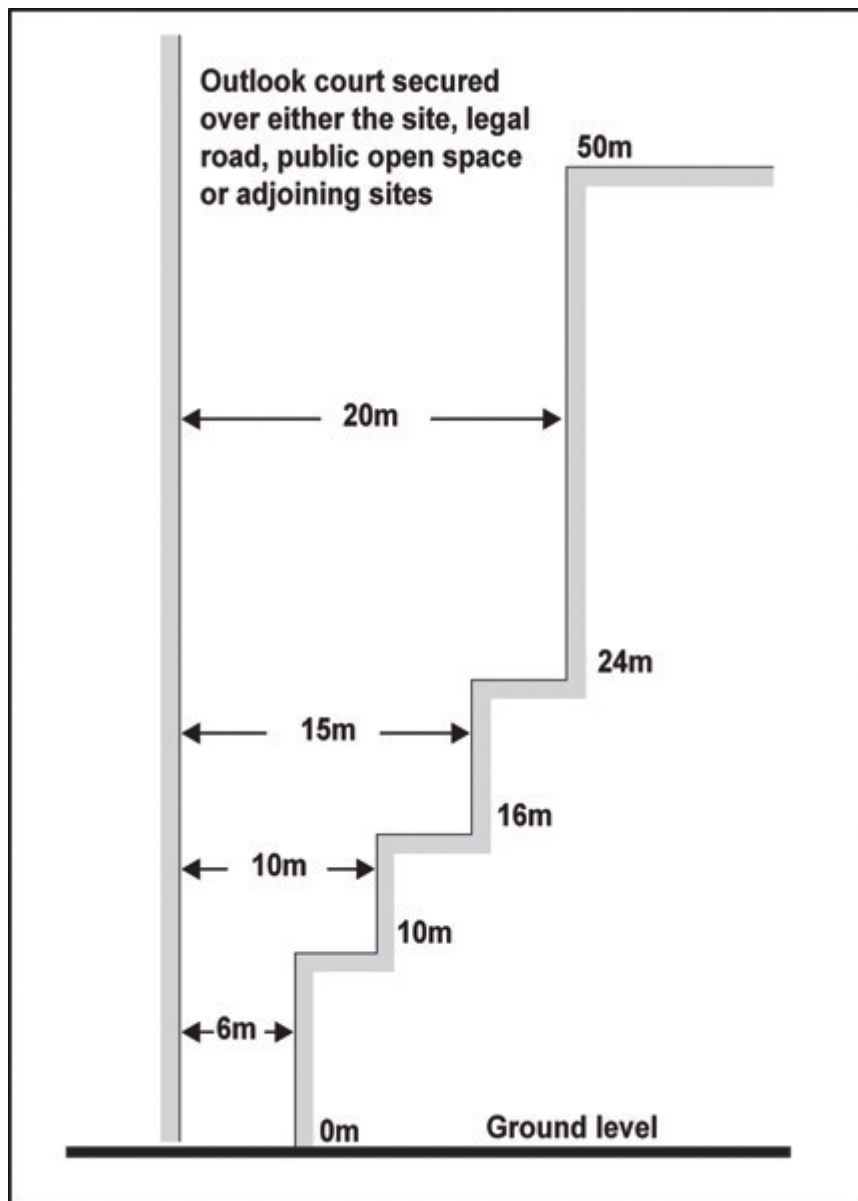 Outlook court secured
over either the site, legal
road, public open space
or adjoining sites
50m
20m
24m
15m
16m
10m
10m
6m
0m
Ground level